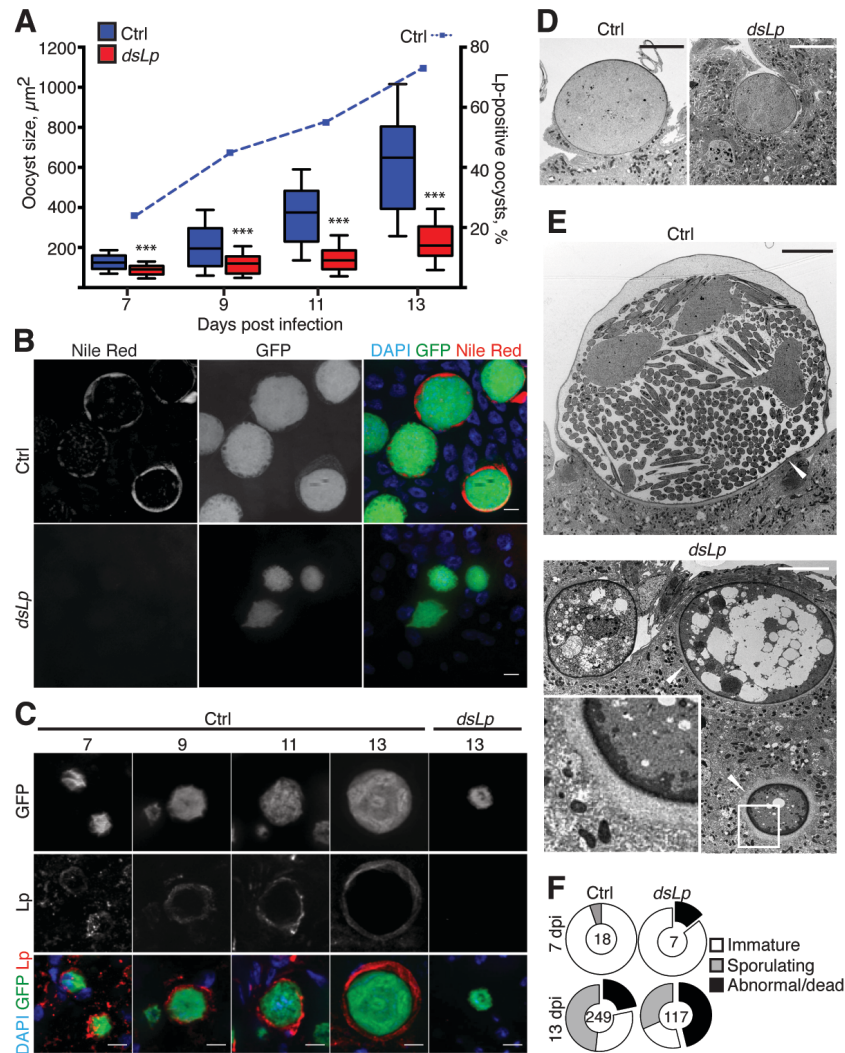 A
Ctrl
dsLp
Ctrl
Oocyst size, µm2
1200
1000
800
600
400
200
80
60
40
20
Lp-positive oocysts, %
***
***
***
***
7 9 11 13
Days post infection
B
Nile Red GFP DAPI GFP Nile Red
Ctrl
dsLp
C
Ctrl dsLp
7 9 11 13 13
GFP
Lp
DAPI GFP Lp
D
Ctrl dsLp
E
Ctrl
dsLp
F
Ctrl dsLp
7 dpi
18 7
13 dpi
249 117
Immature
Sporulating
Abnormal/dead